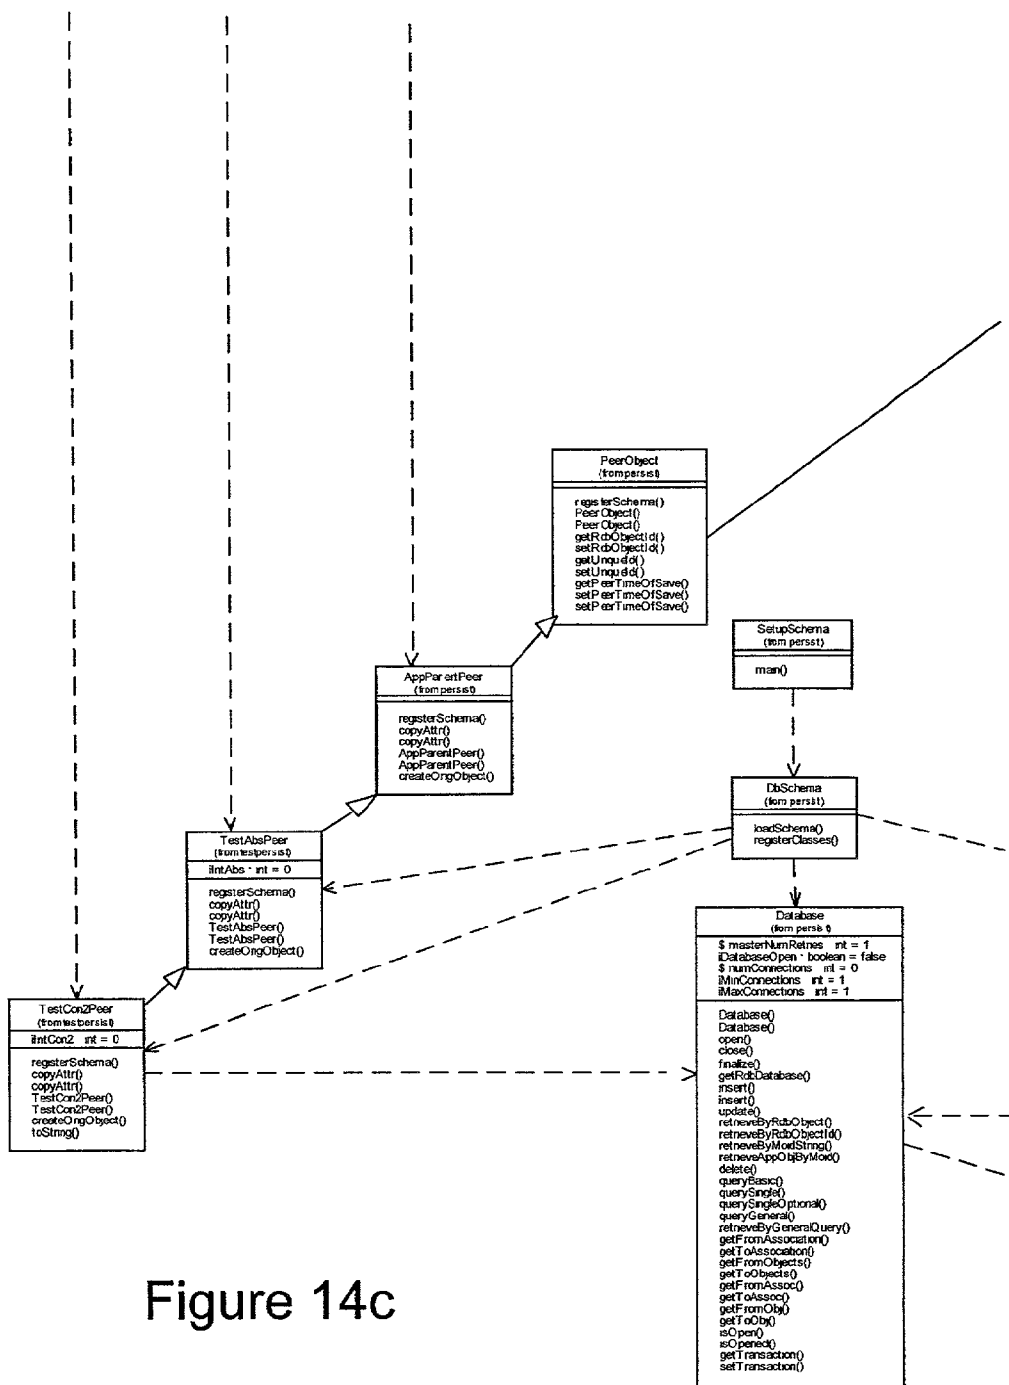 PeerObject
(from persist)
registerSchema()
PeerObject()
PeerObject()
getRdbObjectId()
setRdbObjectId()
getUniqueId()
setUniqueId()
getPeerTimeOfSave()
setPeerTimeOfSave()
setPeerTimeOfSave()
SetupSchema
(from persist)
main()
AppParentPeer
(from persist)
registerSchema()
copyAttr()
copyAttr()
AppParentPeer()
AppParentPeer()
createOrigObject()
DbSchema
(from persist)
loadSchema()
registerClasses()
TestAbsPeer
(from testpersist)
iIntAbs : int = 0
registerSchema()
copyAttr()
copyAttr()
TestAbsPeer()
TestAbsPeer()
createOrigObject()
Database
(from persist)
$ masterNumRetries int = 1
iDatabaseOpen : boolean = false
$ numConnections int = 0
iMinConnections int = 1
iMaxConnections int = 1
Database()
Database()
open()
close()
finalize()
getRdbDatabase()
insert()
insert()
update()
retrieveByRdbObject()
retrieveByRdbObjectId()
retrieveByMoidString()
retrieveAppObjByMoid()
delete()
queryBasic()
querySingle()
querySingleOptional()
queryGeneral()
retrieveByGeneralQuery()
getFromAssociation()
getToAssociation()
getFromObjects()
getToObjects()
getFromAssoc()
getToAssoc()
getFromObj()
getToObj()
isOpen()
isOpened()
getTransaction()
setTransaction()
TestCon2Peer
(from testpersist)
iIntCon2 int = 0
registerSchema()
copyAttr()
copyAttr()
TestCon2Peer()
TestCon2Peer()
createOrigObject()
toString()
Figure 14c